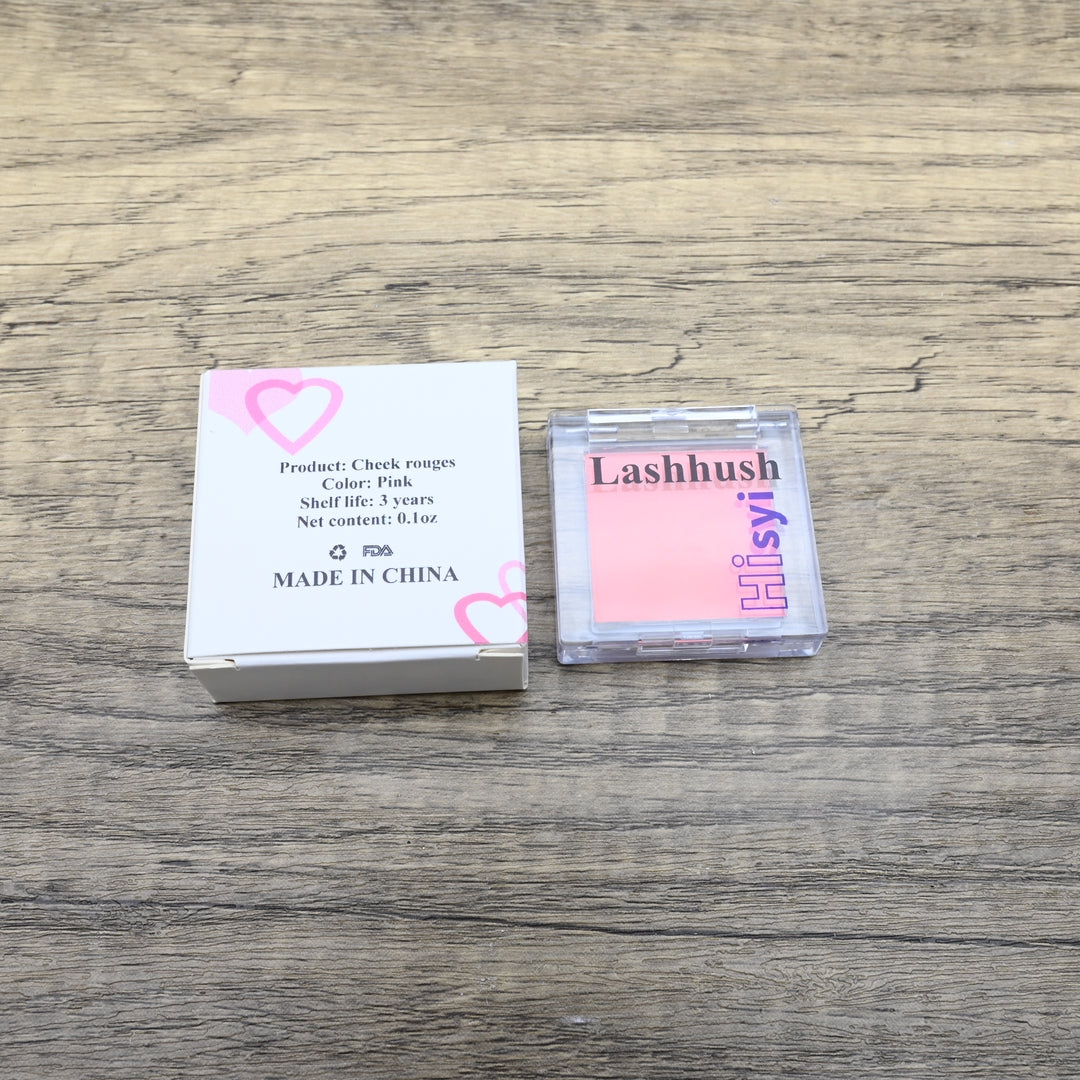 Product: Cheek rouges
Color: Pink
Shelf life: 3 years
Net content: 0.1oz
FDA
MADE IN CHINA
Lashhush
Hisyi